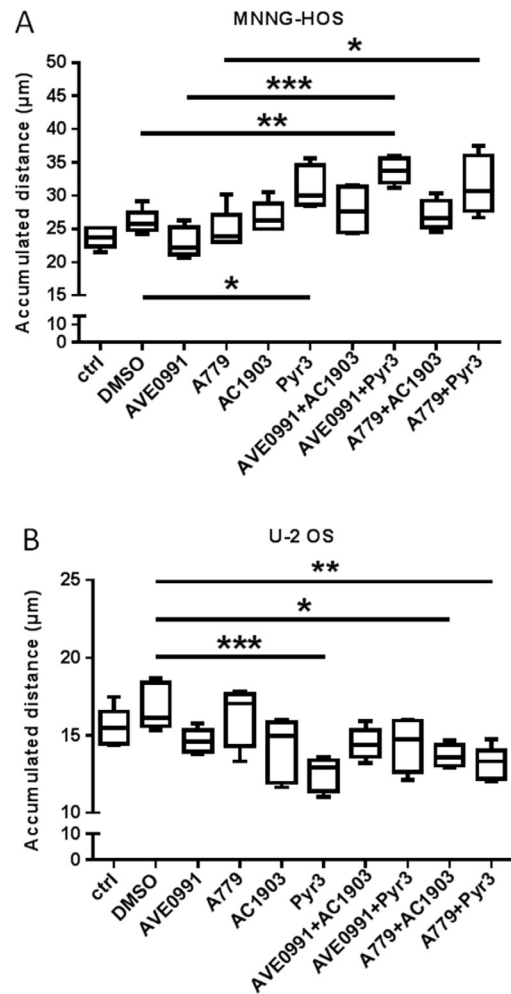 A
MNNG-HOS
Accumulated distance (µm)
50
45
40
35
30
25
20
15
10
0
*
***
**
*
ctrl
DMSO
AVE0991
A779
AC1903
Pyr3
AVE0991+AC1903
AVE0991+Pyr3
A779+AC1903
A779+Pyr3
B
U-2 OS
Accumulated distance (µm)
25
20
15
10
10
0
**
*
***
ctrl
DMSO
AVE0991
A779
AC1903
Pyr3
AVE0991+AC1903
AVE0991+Pyr3
A779+AC1903
A779+Pyr3